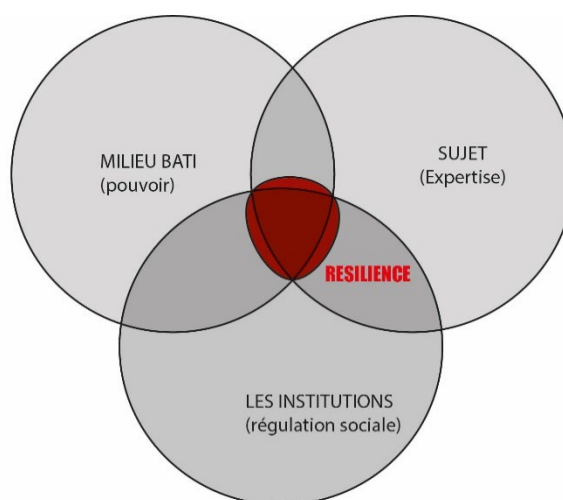 MILIEU BATI
(pouvoir)
SUJET
(Expertise)
RESILIENCE
LES INSTITUTIONS
(régulation sociale)